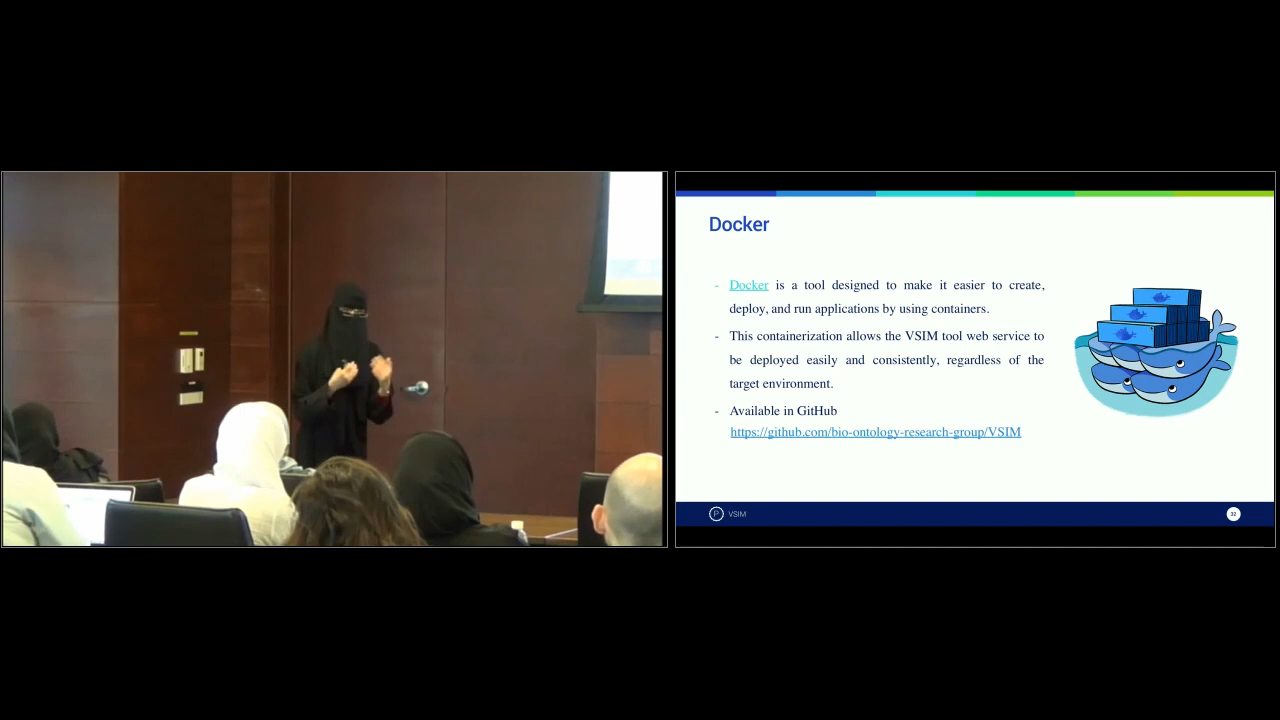 Docker
- Docker is a tool designed to make it easier to create,
deploy, and run applications by using containers.
- This containerization allows the VSIM tool web service to
be deployed easily and consistently, regardless of the
target environment.
- Available in GitHub
https://github.com/bio-ontology-research-group/VSIM
P VSIM
32